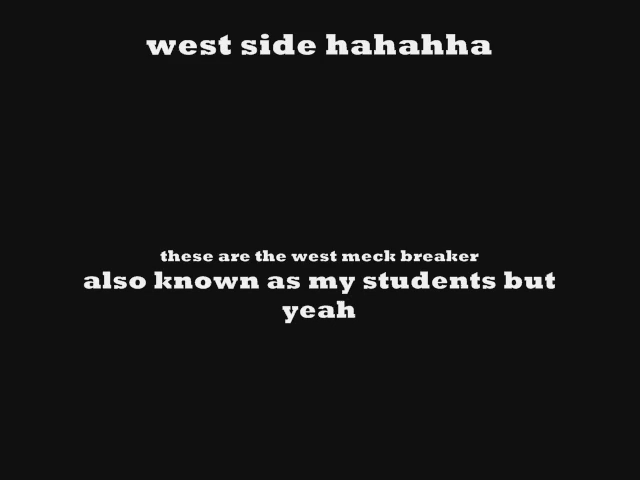 west side hahahha
these are the west meck breaker
also known as my students but
yeah